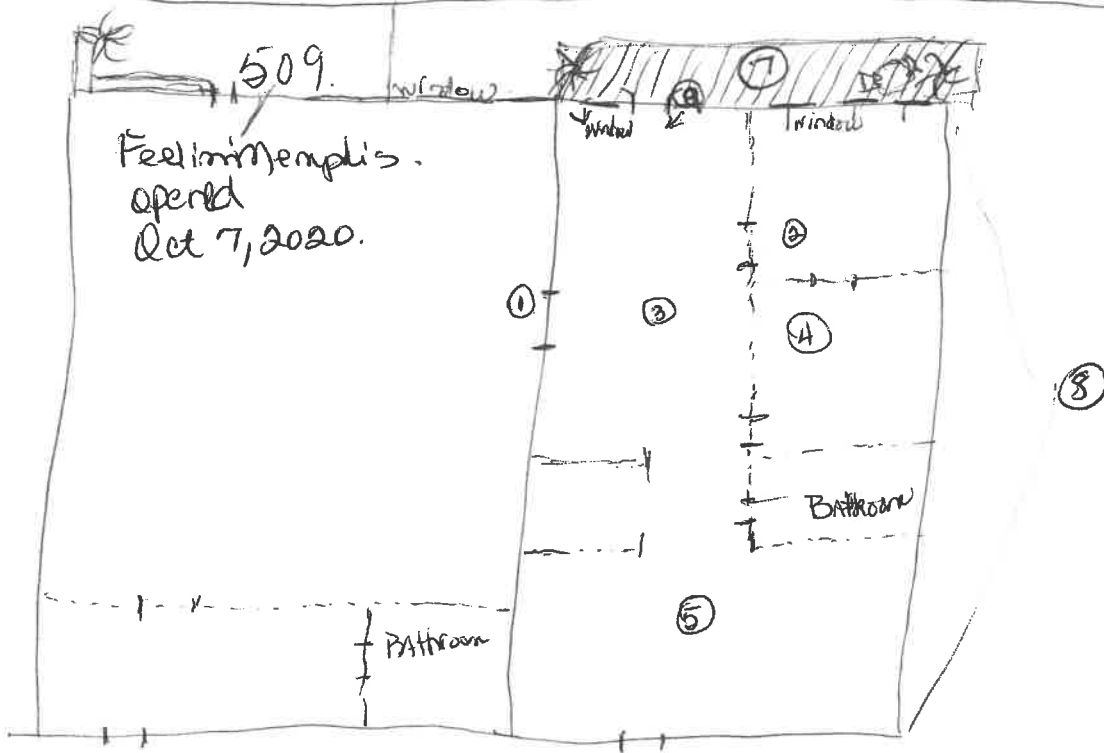 509.
window
⑦
window
window
Feelin'Memphis.
opened
Oct 7, 2020.
②
①
③
④
⑧
BATHROOM
⑤
BATHROOM